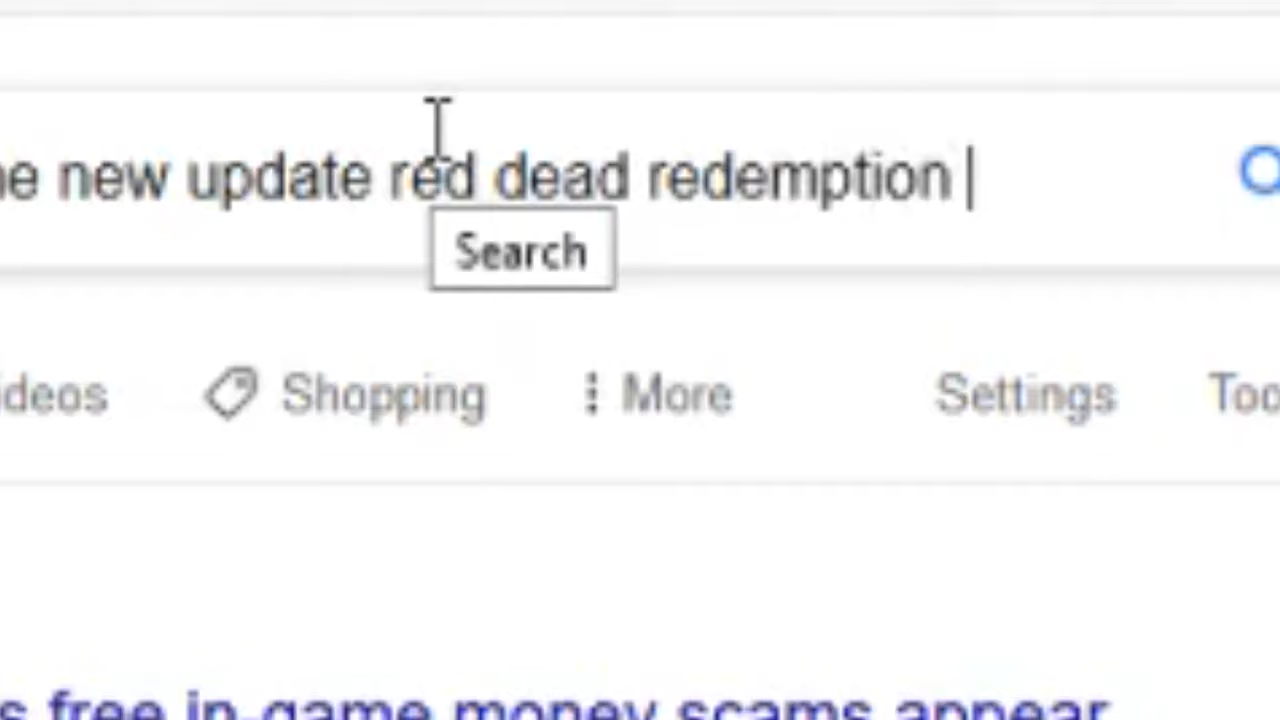 new update red dead redemption
Search
Shopping
More
Settings
free in-game money scams appear